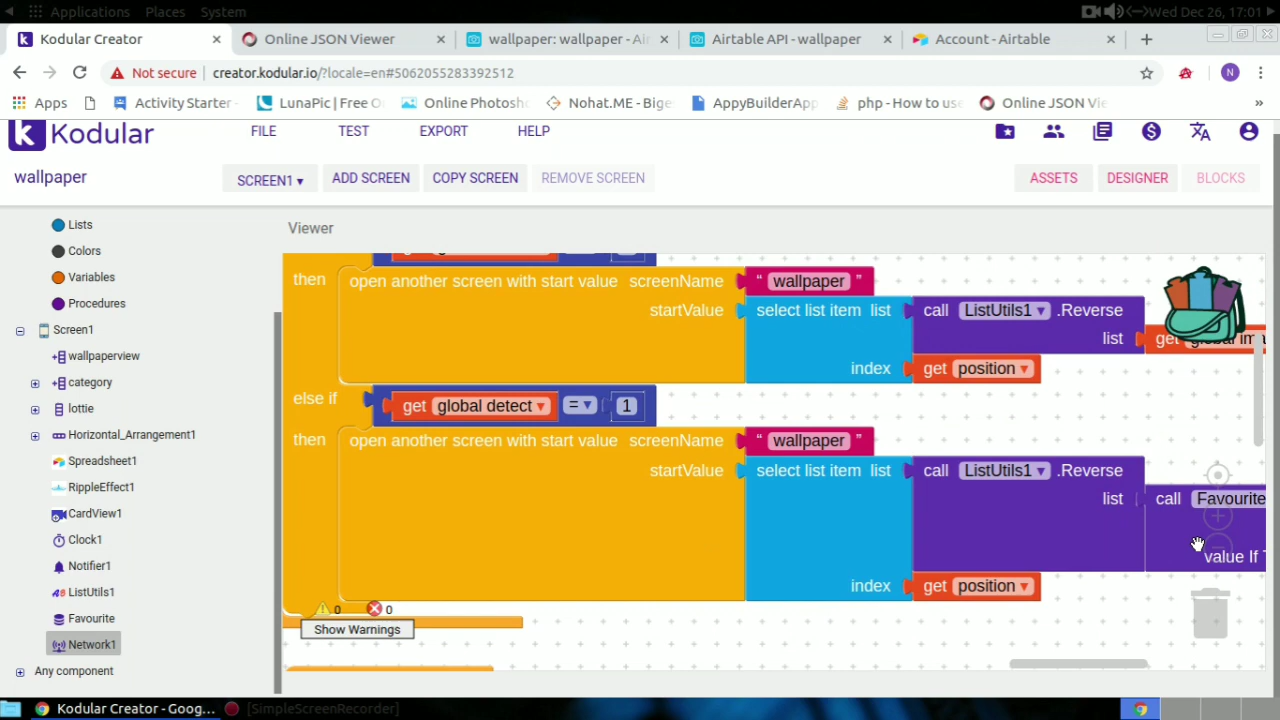 Applications Places System Wed Dec 26, 17:01
Kodular Creator Online JSON Viewer wallpaper: wallpaper - Air Airtable API - wallpaper Account - Airtable
Not secure creator.kodular.io/?locale=en#5062055283392512 N
Apps Activity Starter - LunaPic | Free O Online Photosh Nohat.ME - Bige AppyBuilderAp php - How to use Online JSON Vie »
Kodular FILE TEST EXPORT HELP
wallpaper SCREEN1 ADD SCREEN COPY SCREEN REMOVE SCREEN ASSETS DESIGNER BLOCKS
Viewer
Lists
Colors
Variables
Procedures
Screen1
wallpaperview
category
lottie
Horizontal_Arrangement1
Spreadsheet1
RippleEffect1
CardView1
Clock1
Notifier1
ListUtils1
Favourite
Network1
Any component
then open another screen with start value screenName “ wallpaper ”
startValue select list item list call ListUtils1 .Reverse
list get global ima
index get position
else if get global detect = 1
then open another screen with start value screenName “ wallpaper ”
startValue select list item list call ListUtils1 .Reverse
list call Favourite
value If
index get position
0 0
Show Warnings
Kodular Creator - Goog... [SimpleScreenRecorder]